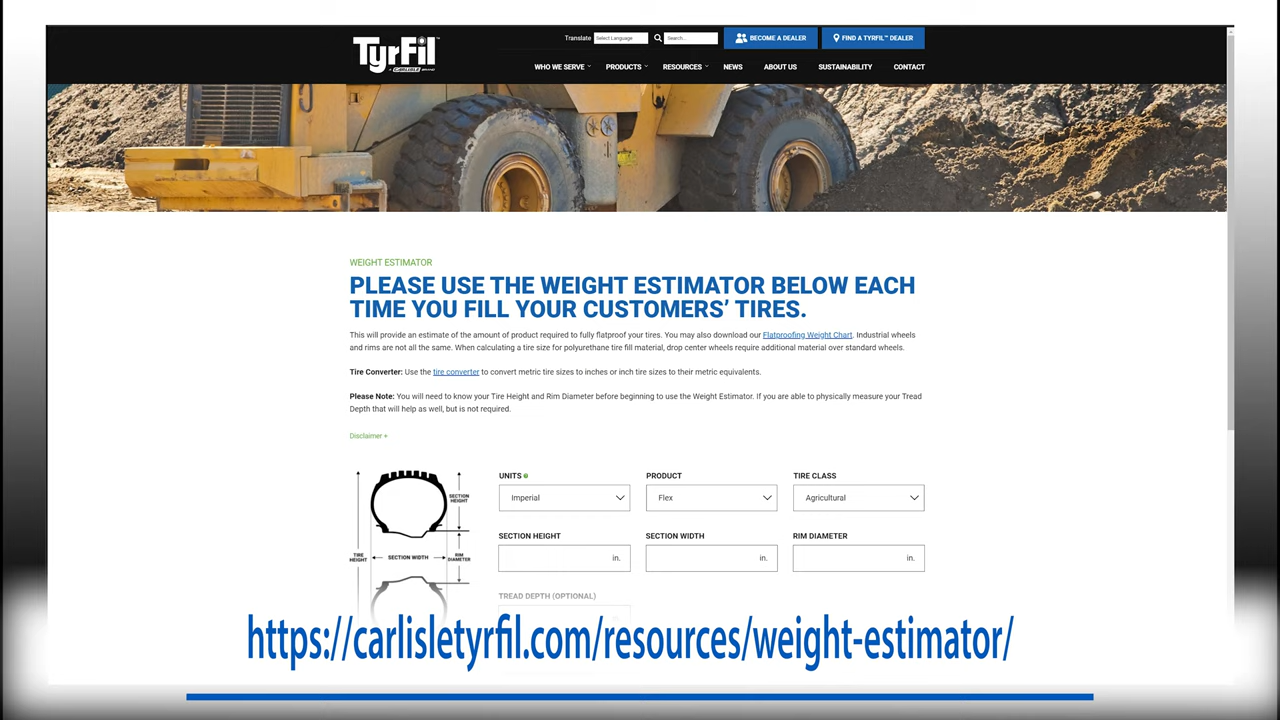 TyrFil™
A CARLISLE BRAND
Translate
Select Language
Search...
BECOME A DEALER
FIND A TYRFIL™ DEALER
WHO WE SERVE
PRODUCTS
RESOURCES
NEWS
ABOUT US
SUSTAINABILITY
CONTACT
WEIGHT ESTIMATOR
PLEASE USE THE WEIGHT ESTIMATOR BELOW EACH
TIME YOU FILL YOUR CUSTOMERS’ TIRES.
This will provide an estimate of the amount of product required to fully flatproof your tires. You may also download our Flatproofing Weight Chart. Industrial wheels
and rims are not all the same. When calculating a tire size for polyurethane tire fill material, drop center wheels require additional material over standard wheels.
Tire Converter: Use the tire converter to convert metric tire sizes to inches or inch tire sizes to their metric equivalents.
Please Note: You will need to know your Tire Height and Rim Diameter before beginning to use the Weight Estimator. If you are able to physically measure your Tread
Depth that will help as well, but is not required.
Disclaimer +
SECTION
HEIGHT
TIRE
HEIGHT
SECTION WIDTH
RIM
DIAMETER
UNITS
PRODUCT
TIRE CLASS
Imperial
Flex
Agricultural
SECTION HEIGHT
SECTION WIDTH
RIM DIAMETER
in.
in.
in.
TREAD DEPTH (OPTIONAL)
in.
https://carlisletyrfil.com/resources/weight-estimator/